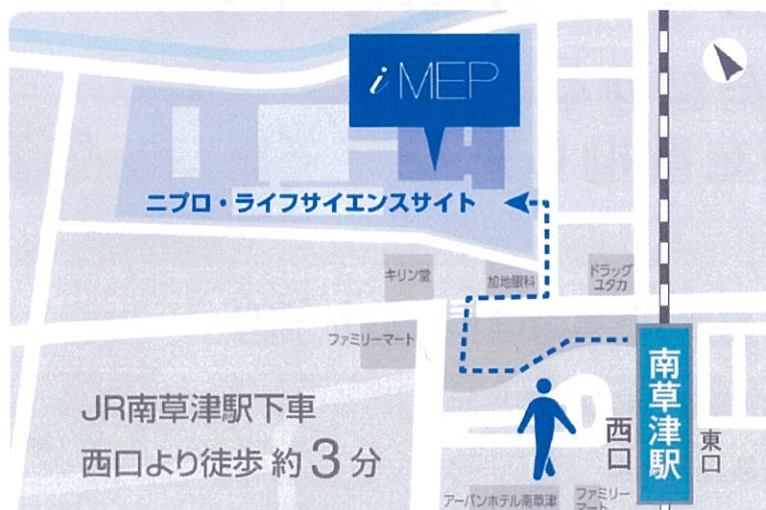 i MEP
ニプロ・ライフサイエンスサイト
キリン堂
加地眼科
ドラッグ
ユタカ
ファミリーマート
JR南草津駅下車
西口より徒歩 約 3 分
西口
南草津駅
東口
アーバンホテル南草津
ファミリー
マート